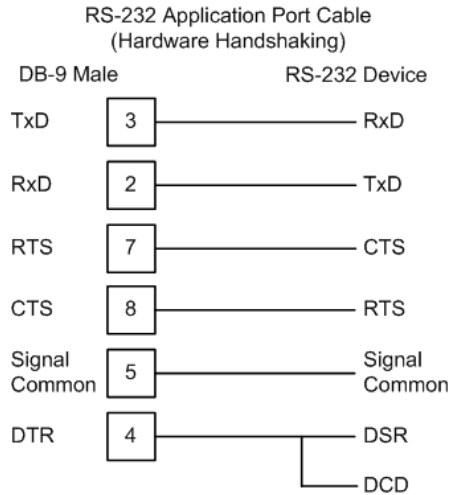 RS-232 Application Port Cable
(Hardware Handshaking)
DB-9 Male RS-232 Device
TxD 3 RxD
RxD 2 TxD
RTS 7 CTS
CTS 8 RTS
Signal Common 5 Signal Common
DTR 4 DSR
DCD